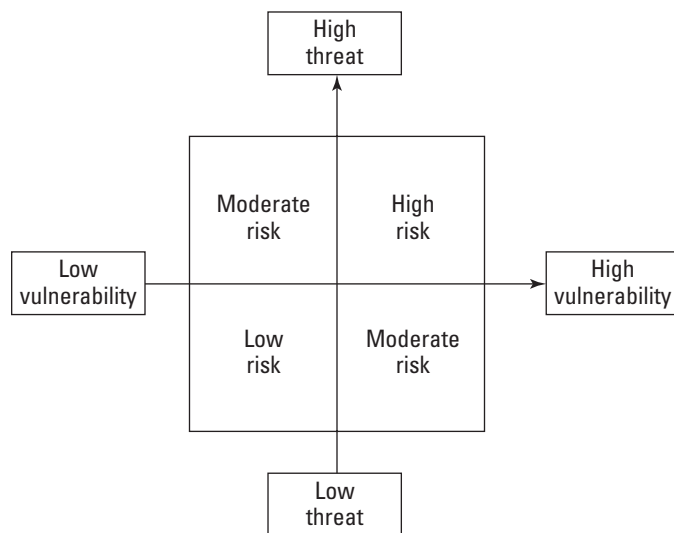 High
threat
Moderate
risk
High
risk
Low
vulnerability
High
vulnerability
Low
risk
Moderate
risk
Low
threat